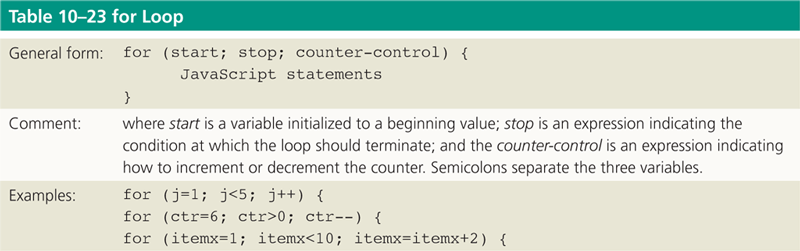 Table 10–23 for Loop
General form: for (start; stop; counter-control) {
JavaScript statements
}
Comment: where start is a variable initialized to a beginning value; stop is an expression indicating the
condition at which the loop should terminate; and the counter-control is an expression indicating
how to increment or decrement the counter. Semicolons separate the three variables.
Examples: for (j=1; j<5; j++) {
for (ctr=6; ctr>0; ctr--) {
for (itemx=1; itemx<10; itemx=itemx+2) {